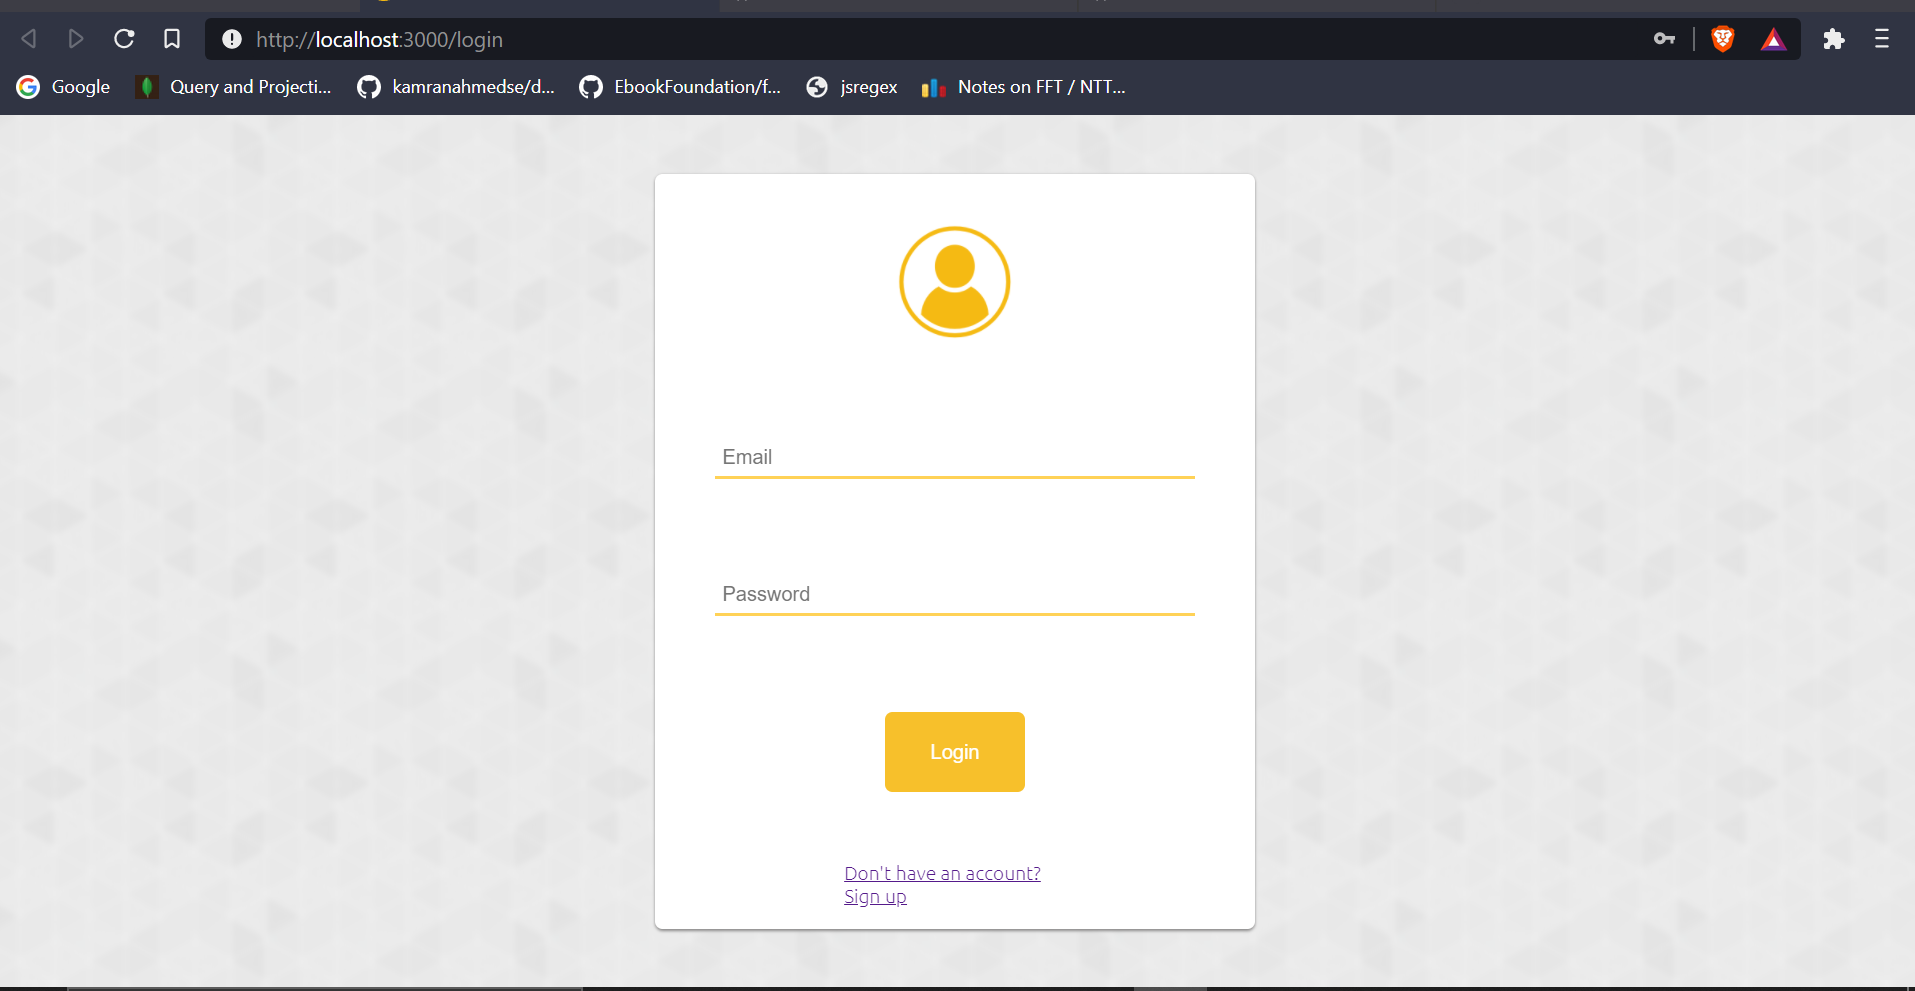 http://localhost:3000/login
Google Query and Projecti... kamranahmedse/d... EbookFoundation/f... jsregex Notes on FFT / NTT...
Email
Password
Login
Don't have an account?
Sign up